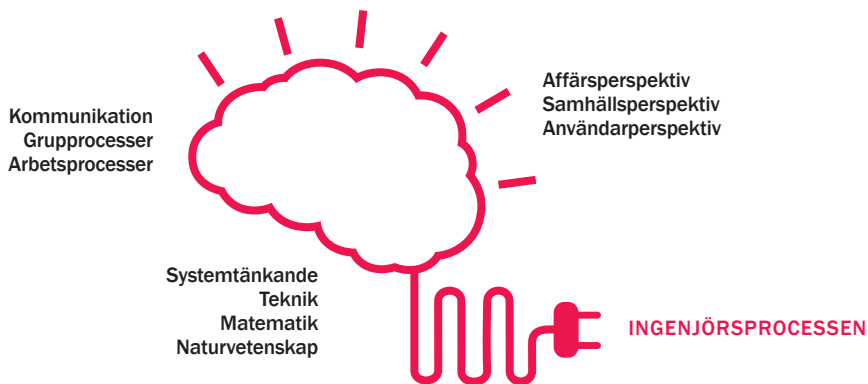 Kommunikation
Grupprocesser
Arbetsprocesser
Affärsperspektiv
Samhällsperspektiv
Användarperspektiv
Systemtänkande
Teknik
Matematik
Naturvetenskap
INGENJÖRSPROCESSEN